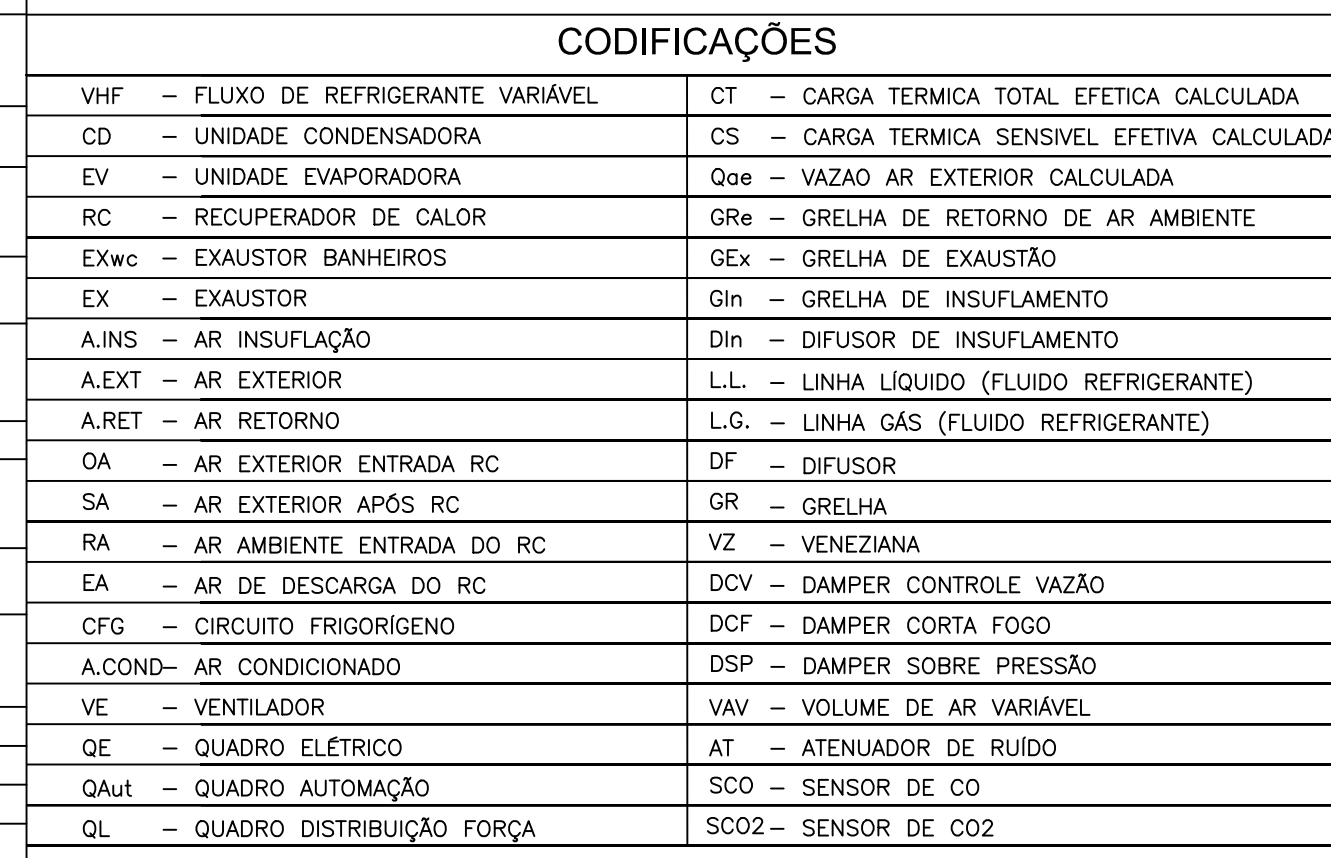 CODIFICAÇÕES
VHF – FLUXO DE REFRIGERANTE VARIÁVEL
CD – UNIDADE CONDENSADORA
EV – UNIDADE EVAPORADORA
RC – RECUPERADOR DE CALOR
EXwc – EXAUSTOR BANHEIROS
EX – EXAUSTOR
A.INS – AR INSUFLAÇÃO
A.EXT – AR EXTERIOR
A.RET – AR RETORNO
OA – AR EXTERIOR ENTRADA RC
SA – AR EXTERIOR APÓS RC
RA – AR AMBIENTE ENTRADA DO RC
EA – AR DE DESCARGA DO RC
CFG – CIRCUITO FRIGORÍGENO
A.COND– AR CONDICIONADO
VE – VENTILADOR
QE – QUADRO ELÉTRICO
QAut – QUADRO AUTOMAÇÃO
QL – QUADRO DISTRIBUIÇÃO FORÇA
CT – CARGA TERMICA TOTAL EFETICA CALCULADA
CS – CARGA TERMICA SENSIVEL EFETIVA CALCULADA
Qae – VAZAO AR EXTERIOR CALCULADA
GRe – GRELHA DE RETORNO DE AR AMBIENTE
GEx – GRELHA DE EXAUSTÃO
GIn – GRELHA DE INSUFLAMENTO
DIn – DIFUSOR DE INSUFLAMENTO
L.L. – LINHA LÍQUIDO (FLUIDO REFRIGERANTE)
L.G. – LINHA GÁS (FLUIDO REFRIGERANTE)
DF – DIFUSOR
GR – GRELHA
VZ – VENEZIANA
DCV – DAMPER CONTROLE VAZÃO
DCF – DAMPER CORTA FOGO
DSP – DAMPER SOBRE PRESSÃO
VAV – VOLUME DE AR VARIÁVEL
AT – ATENUADOR DE RUÍDO
SCO – SENSOR DE CO
SCO2 – SENSOR DE CO2